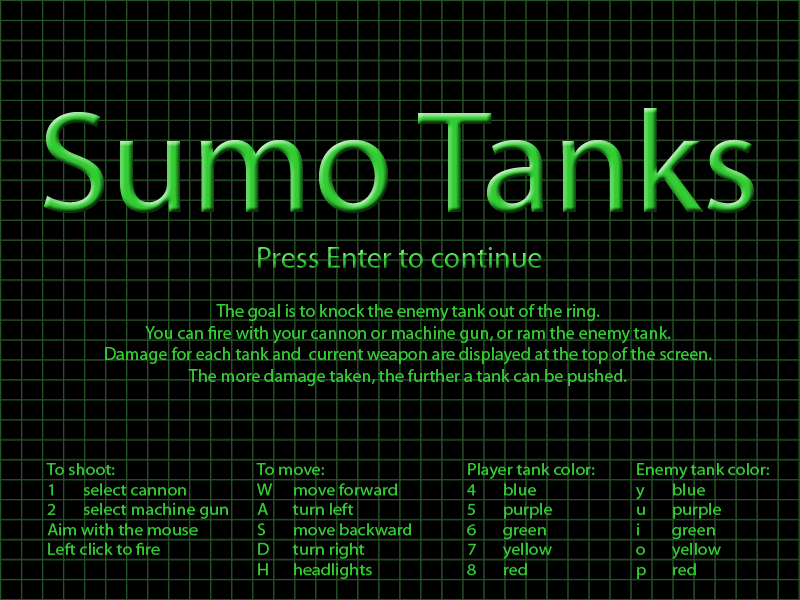 Sumo Tanks
Press Enter to continue
The goal is to knock the enemy tank out of the ring.
You can fire with your cannon or machine gun, or ram the enemy tank.
Damage for each tank and  current weapon are displayed at the top of the screen.
The more damage taken, the further a tank can be pushed.
To shoot:
1 select cannon
2 select machine gun
Aim with the mouse
Left click to fire
To move:
W move forward
A turn left
S move backward
D turn right
H headlights
Player tank color:
4 blue
5 purple
6 green
7 yellow
8 red
Enemy tank color:
y blue
u purple
i green
o yellow
p red